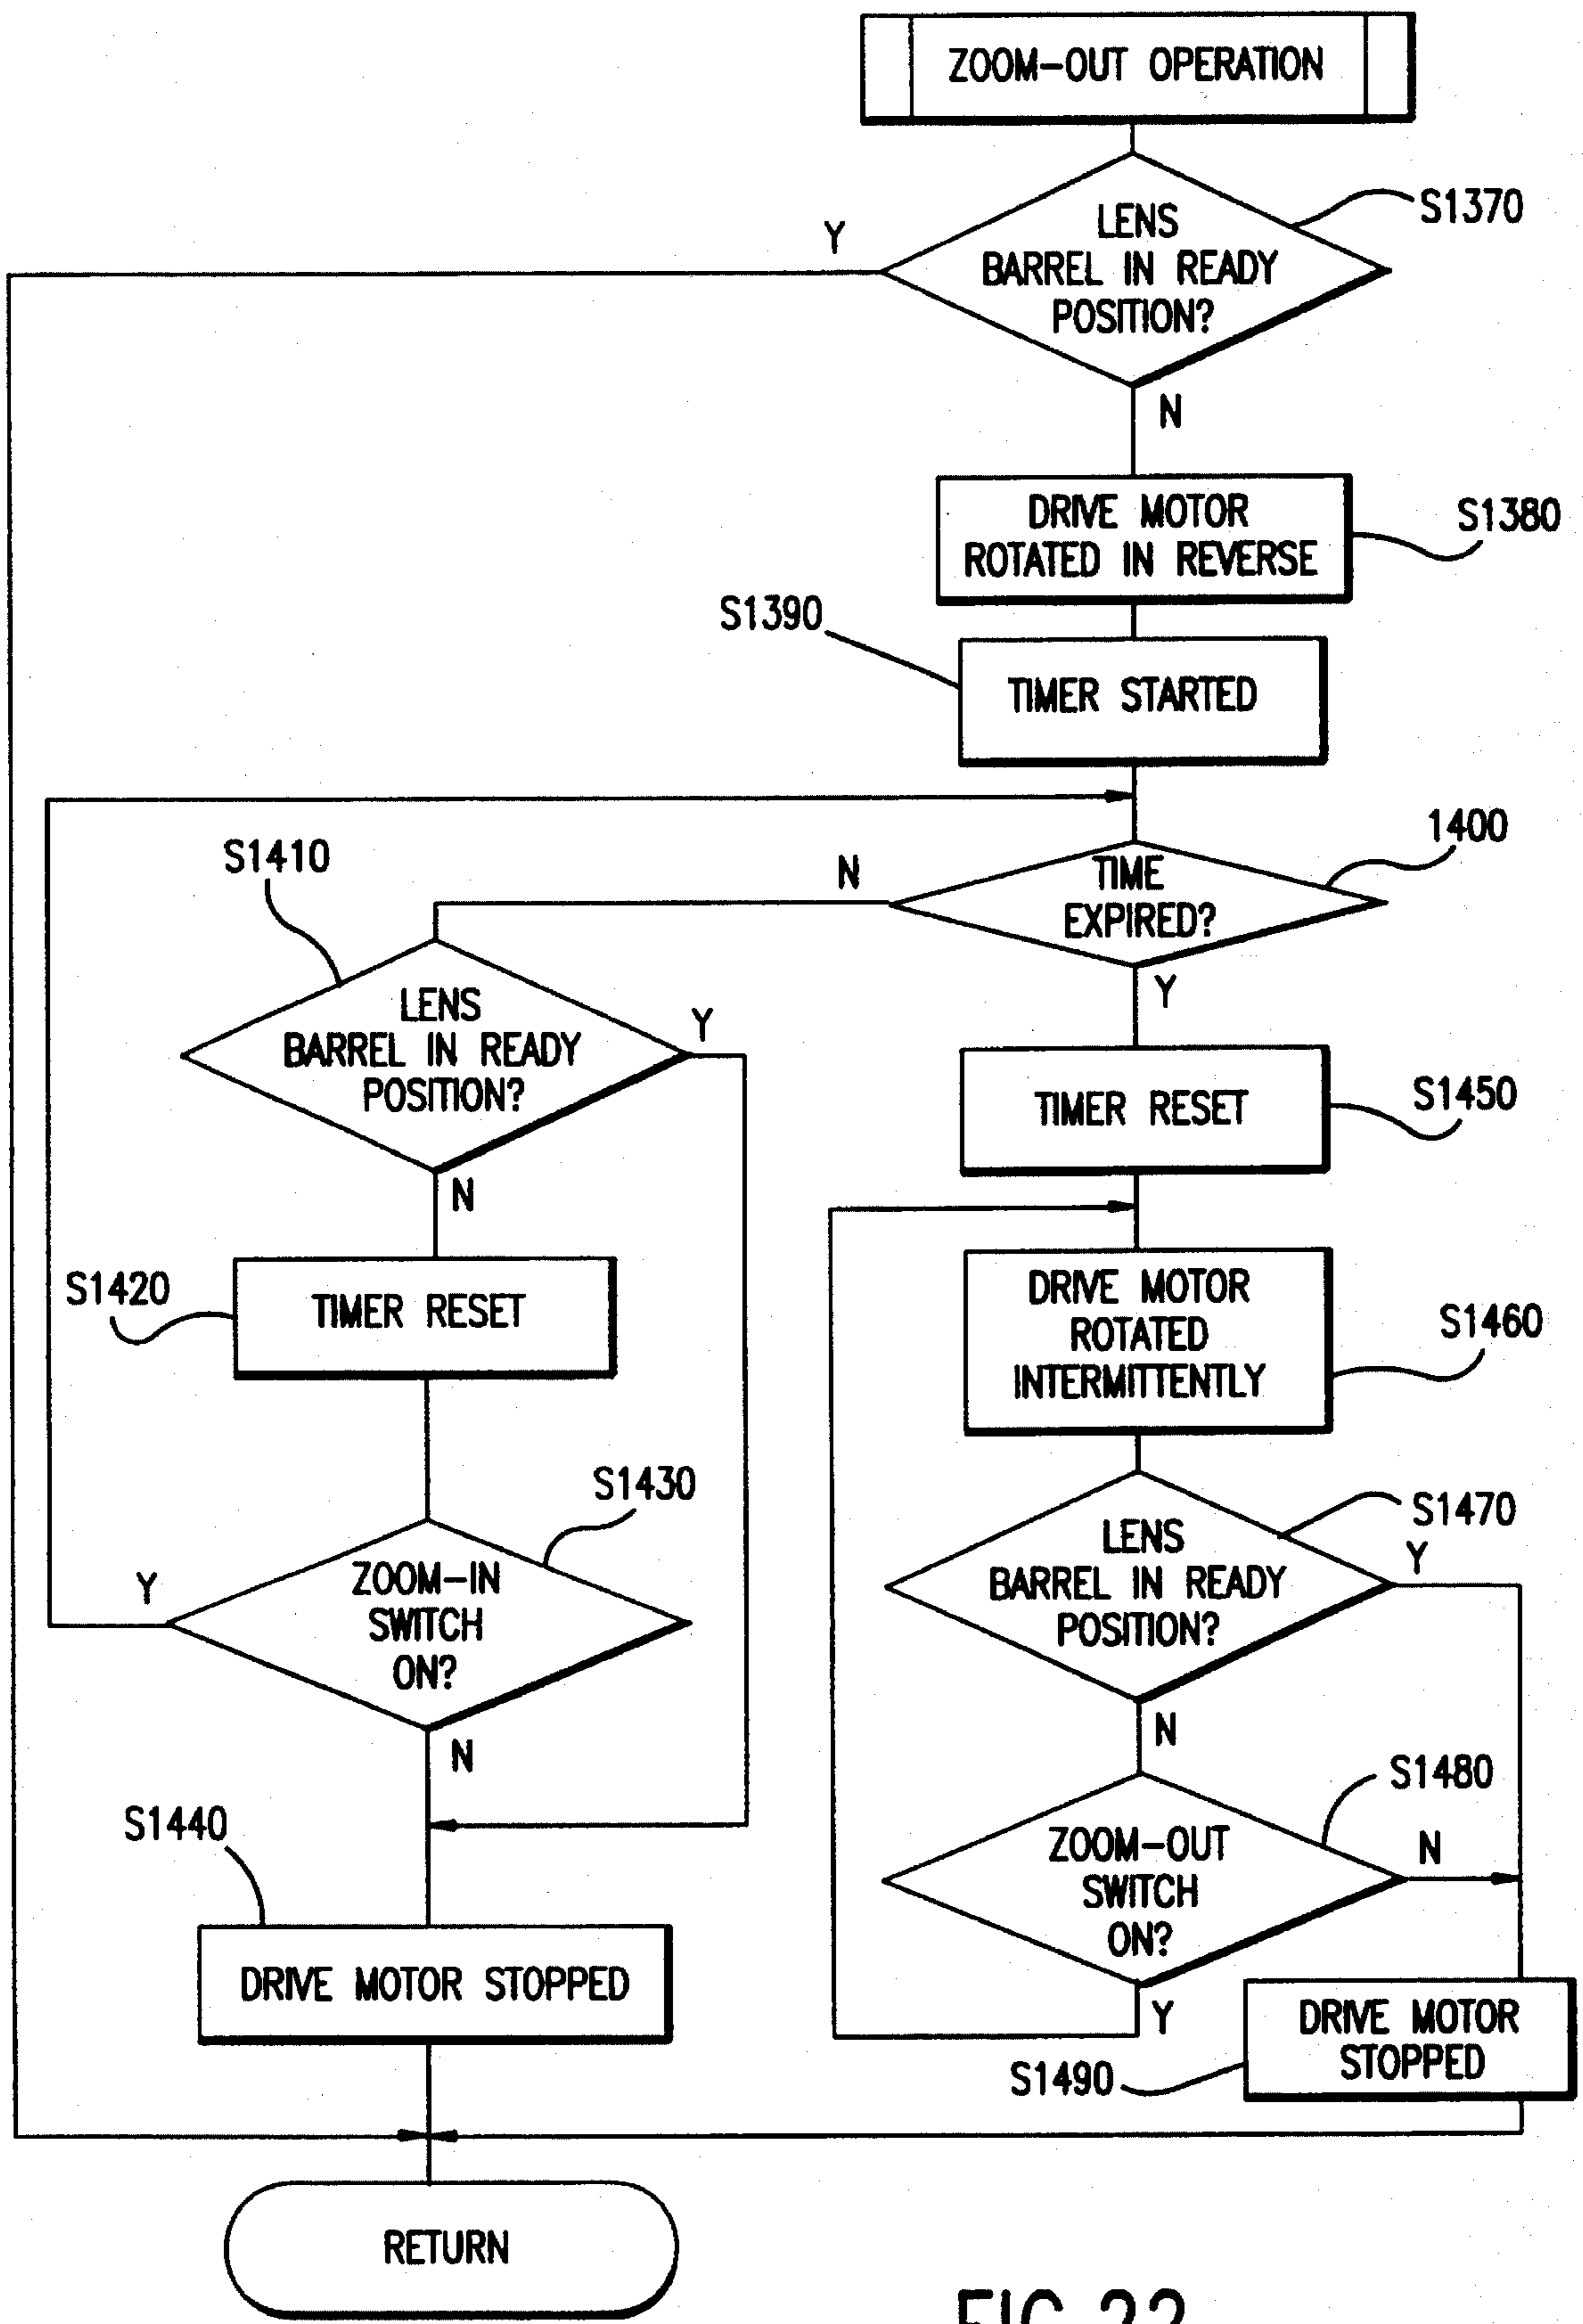 ZOOM-OUT OPERATION
S1370
Y
LENS
BARREL IN READY
POSITION?
N
DRIVE MOTOR
ROTATED IN REVERSE
S1380
S1390
TIMER STARTED
1400
TIME
EXPIRED?
N
Y
S1410
LENS
BARREL IN READY
POSITION?
Y
N
TIMER RESET
S1450
S1420
TIMER RESET
DRIVE MOTOR
ROTATED
INTERMITTENTLY
S1460
S1430
ZOOM-IN
SWITCH
ON?
Y
N
S1470
LENS
BARREL IN READY
POSITION?
Y
N
S1480
ZOOM-OUT
SWITCH
ON?
N
Y
S1440
DRIVE MOTOR STOPPED
DRIVE MOTOR
STOPPED
S1490
RETURN
FIG.22